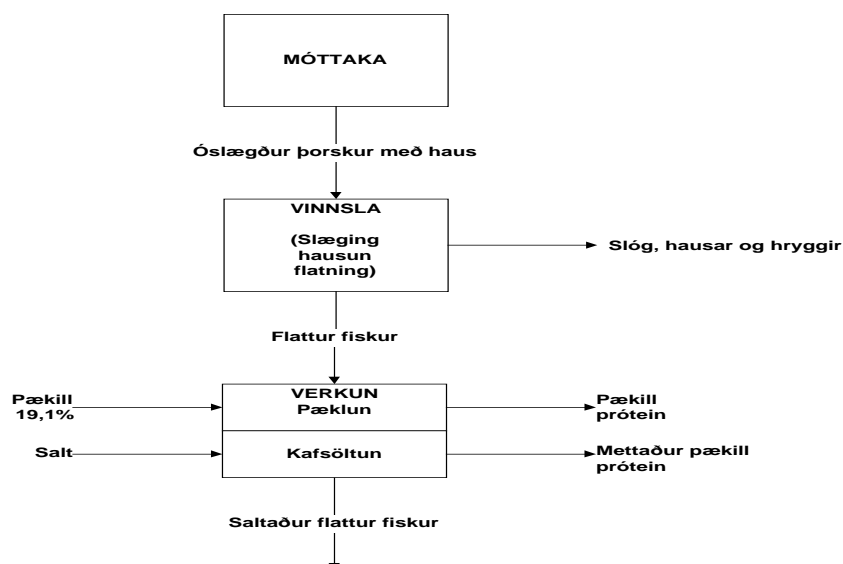 MÓTTAKA
Óslægður þorskur með haus
VINNSLA
(Slæging
hausun
flatning)
Slóg, hausar og hryggir
Flattur fiskur
Pækill
19,1%
VERKUN
Pæklun
Pækill
prótein
Salt
Kafsöltun
Mettaður pækill
prótein
Saltaður flattur fiskur